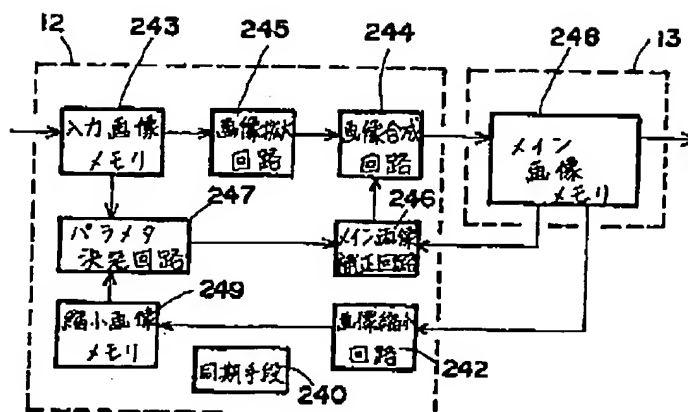 12
243
245
244
248
13
入力画像
メモリ
画像拡大
回路
画像合成
回路
メイン
画像
メモリ
247
246
パラメタ
決定回路
メイン画像
補正回路
249
縮小画像
メモリ
画像縮小
回路
242
同期手段
240